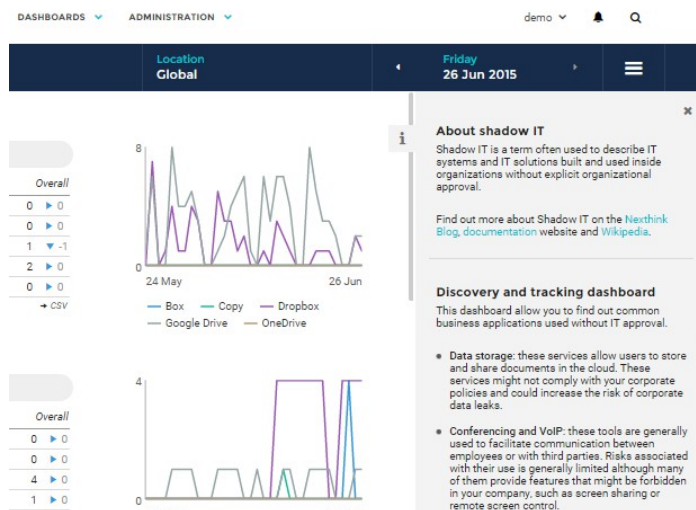 DASHBOARDS ADMINISTRATION demo
Location
Global
Friday
26 Jun 2015
Overall
0 0
0 0
1 -1
2 0
0 0
CSV
8
0
24 May 26 Jun
Box Copy Dropbox
Google Drive OneDrive
Overall
0 0
0 0
4 0
1 0
4
0
i
About shadow IT
Shadow IT is a term often used to describe IT
systems and IT solutions built and used inside
organizations without explicit organizational
approval.
Find out more about Shadow IT on the Nexthink
Blog, documentation website and Wikipedia.
Discovery and tracking dashboard
This dashboard allow you to find out common
business applications used without IT approval.
Data storage: these services allow users to store
and share documents in the cloud. These
services might not comply with your corporate
policies and could increase the risk of corporate
data leaks.
Conferencing and VoIP: these tools are generally
used to facilitate communication between
employees or with third parties. Risks associated
with their use is generally limited although many
of them provide features that might be forbidden
in your company, such as screen sharing or
remote screen control.